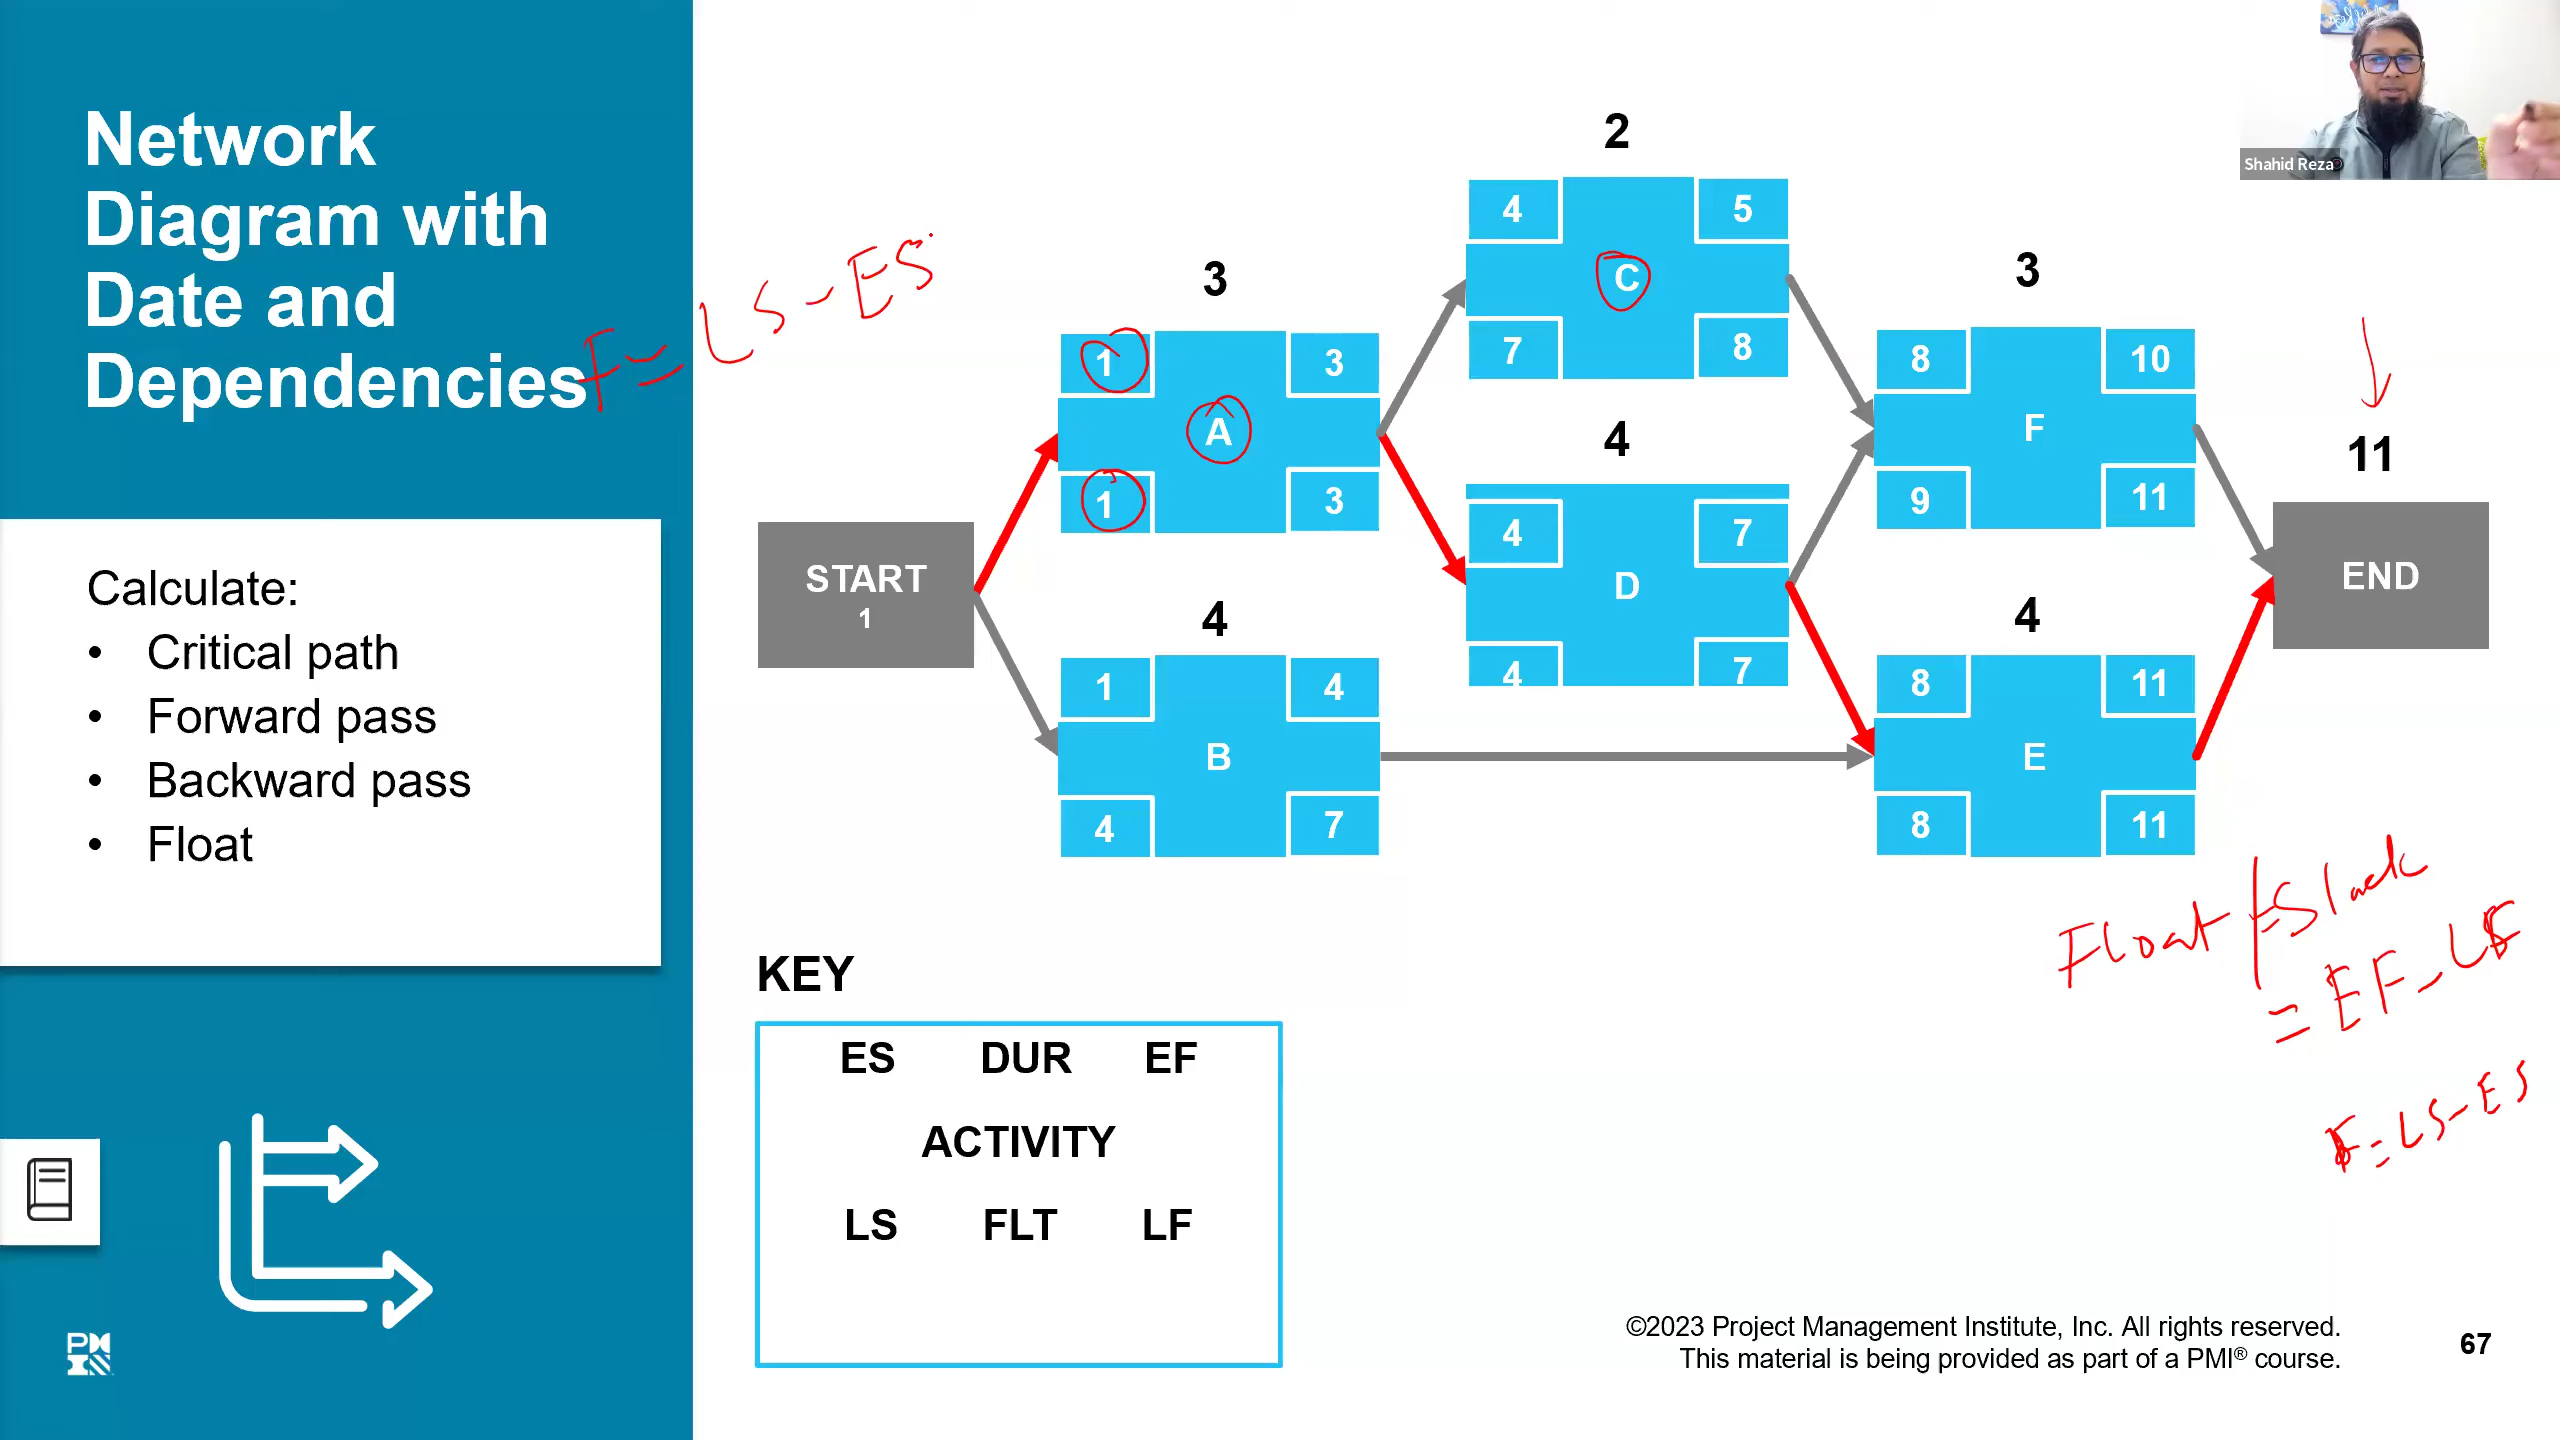 Network
Diagram with
Date and
Dependencies
F = LS - ES
Calculate:
• Critical path
• Forward pass
• Backward pass
• Float
START
1
3
1 3
A
1 3
4
1 4
B
4 7
2
4 5
C
7 8
4
4 7
D
4 7
3
8 10
F
9 11
4
8 11
E
8 11
11
END
Float = Slack
= EF - LF
F = LS - ES
KEY
ES DUR EF
ACTIVITY
LS FLT LF
©2023 Project Management Institute, Inc. All rights reserved.
This material is being provided as part of a PMI® course.
67
Shahid Reza